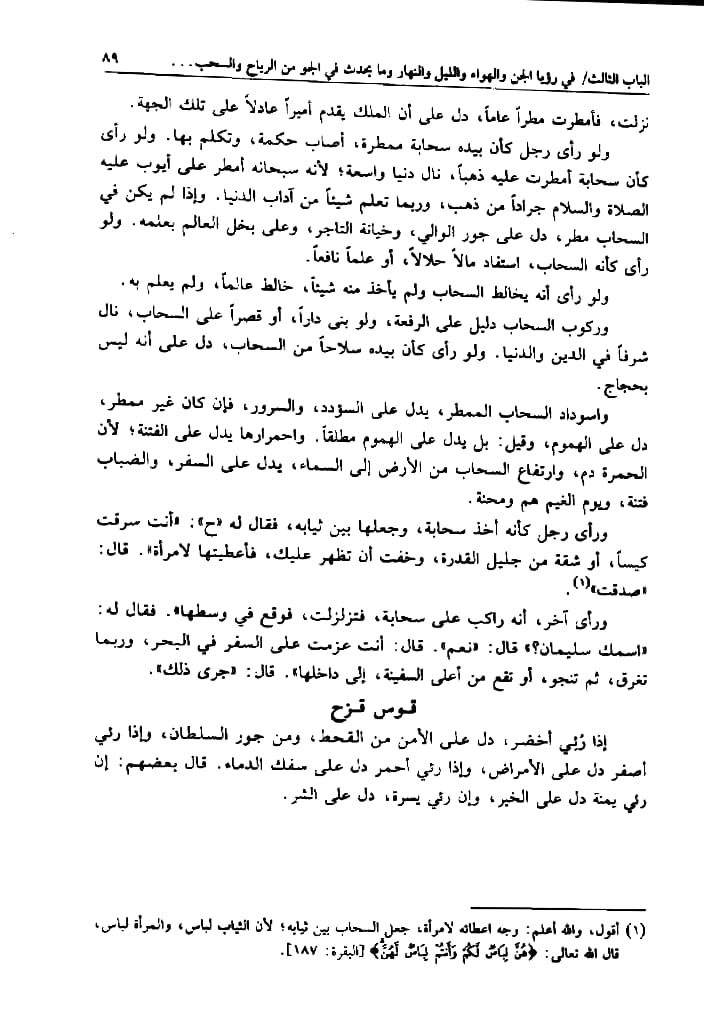 الباب الثالث/ في رؤيا الجن والهواء والليل والنهار وما يحدث في الجو من الرياح والسحب . . . ٨٩
نزلت، فأمطرت مطراً عاماً، دل على أن الملك يقدم أميراً عادلاً على تلك الجهة.
ولو رأى رجل كأن بيده سحابة ممطرة، أصاب حكمة، وتكلم بها. ولو رأى
كأن سحابة أمطرت عليه ذهباً، نال دنيا واسعة؛ لأنه سبحانه أمطر على أيوب عليه
الصلاة والسلام جراداً من ذهب، وربما تعلم شيئاً من آداب الدنيا. وإذا لم يكن في
السحاب مطر، دل على جور الوالي، وخيانة التاجر، وعلى بخل العالم بعلمه. ولو
رأى كأنه السحاب، استفاد مالاً حلالاً، أو علماً نافعاً.
ولو رأى أنه يخالط السحاب ولم يأخذ منه شيئاً، خالط عالماً، ولم يعلم به.
وركوب السحاب دليل على الرفعة، ولو بنى داراً، أو قصراً على السحاب، نال
شرفاً في الدين والدنيا. ولو رأى كأن بيده سلاحاً من السحاب، دل على أنه ليس
بحجاج.
واسوداد السحاب الممطر، يدل على السؤدد، والسرور، فإن كان غير ممطر،
دل على الهموم، وقيل: بل يدل على الهموم مطلقاً. واحمرارها يدل على الفتنة؛ لأن
الحمرة دم، وارتفاع السحاب من الأرض إلى السماء، يدل على السفر، والضباب
فتنة، ويوم الغيم هم ومحنة.
ورأى رجل كأنه أخذ سحابة، وجعلها بين ثيابه، فقال له «ح»: «أنت سرقت
كيساً، أو شقة من جليل القدرة، وخفت أن تظهر عليك، فأعطيتها لامرأة». قال:
«صدقت»(١).
ورأى آخر، أنه راكب على سحابة، فتزلزلت، فوقع في وسطها». فقال له:
«اسمك سليمان؟» قال: «نعم». قال: أنت عزمت على السفر في البحر، وربما
تغرق، ثم تنجو، أو تقع من أعلى السفينة، إلى داخلها». قال: «جرى ذلك».
قوس قزح
إذا رُئِي أخضر، دل على الأمن من القحط، ومن جور السلطان، وإذا رئي
أصفر دل على الأمراض، وإذا رئي أحمر دل على سفك الدماء. قال بعضهم: إن
رئي يمنة دل على الخير، وإن رئي يسرة، دل على الشر.
(١) أقول، والله أعلم: وجه اعطائه لامرأة، جعل السحاب بين ثيابه؛ لأن الثياب لباس، والمرأة لباس،
قال الله تعالى: ﴿هُنَّ لِبَاسٌ لَكُمْ وَأَنتُمْ لِبَاسٌ لَهُنَّ﴾ [البقرة: ١٨٧].